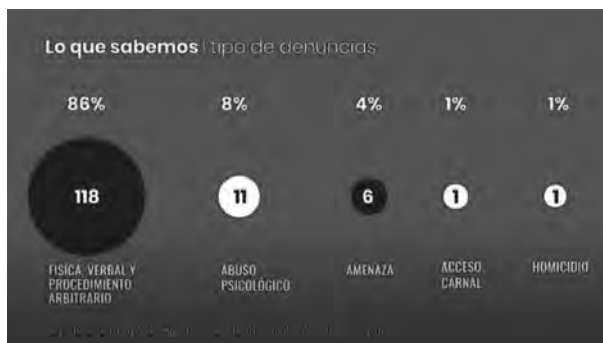 Lo que sabemos | tipo de denuncias
86% 8% 4% 1% 1%
118 11 6 1 1
FISICA, VERBAL Y PROCEDIMIENTO ARBITRARIO
ABUSO PSICOLÓGICO
AMENAZA
ACCESO CARNAL
HOMICIDIO